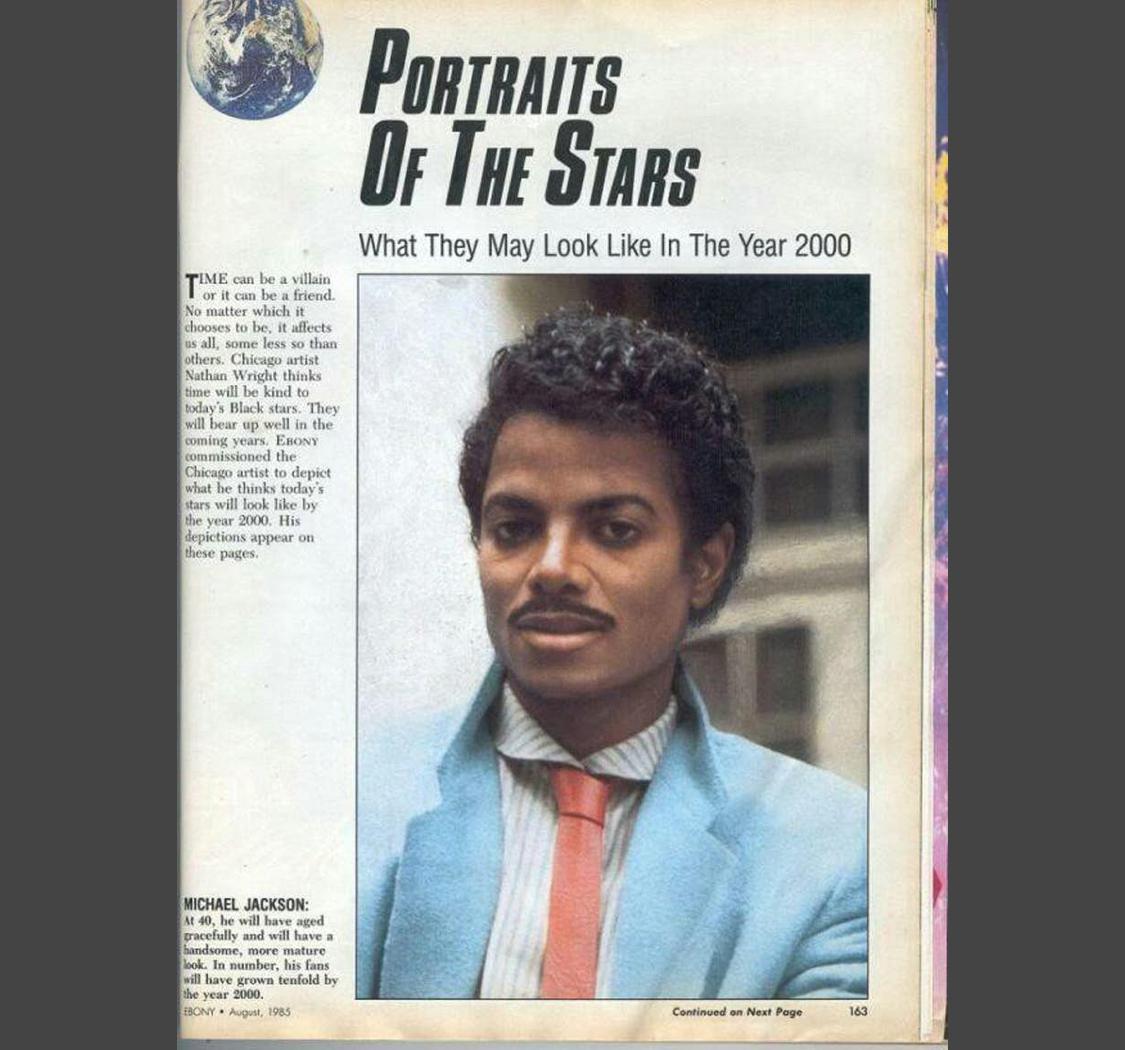 PORTRAITS
OF THE STARS
What They May Look Like In The Year 2000
TIME can be a villain
or it can be a friend.
No matter which it
chooses to be, it affects
us all, some less so than
others. Chicago artist
Nathan Wright thinks
time will be kind to
today's Black stars. They
will bear up well in the
coming years. EBONY
commissioned the
Chicago artist to depict
what he thinks today's
stars will look like by
the year 2000. His
depictions appear on
these pages.
MICHAEL JACKSON:
At 40, he will have aged
gracefully and will have a
handsome, more mature
look. In number, his fans
will have grown tenfold by
the year 2000.
EBONY • August, 1985
Continued on Next Page
163